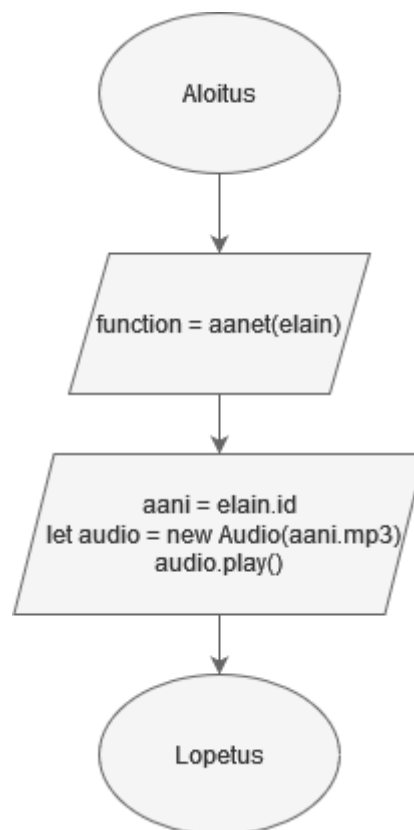 Aloitus
function = aanet(elain)
aani = elain.id
let audio = new Audio(aani.mp3)
audio.play()
Lopetus